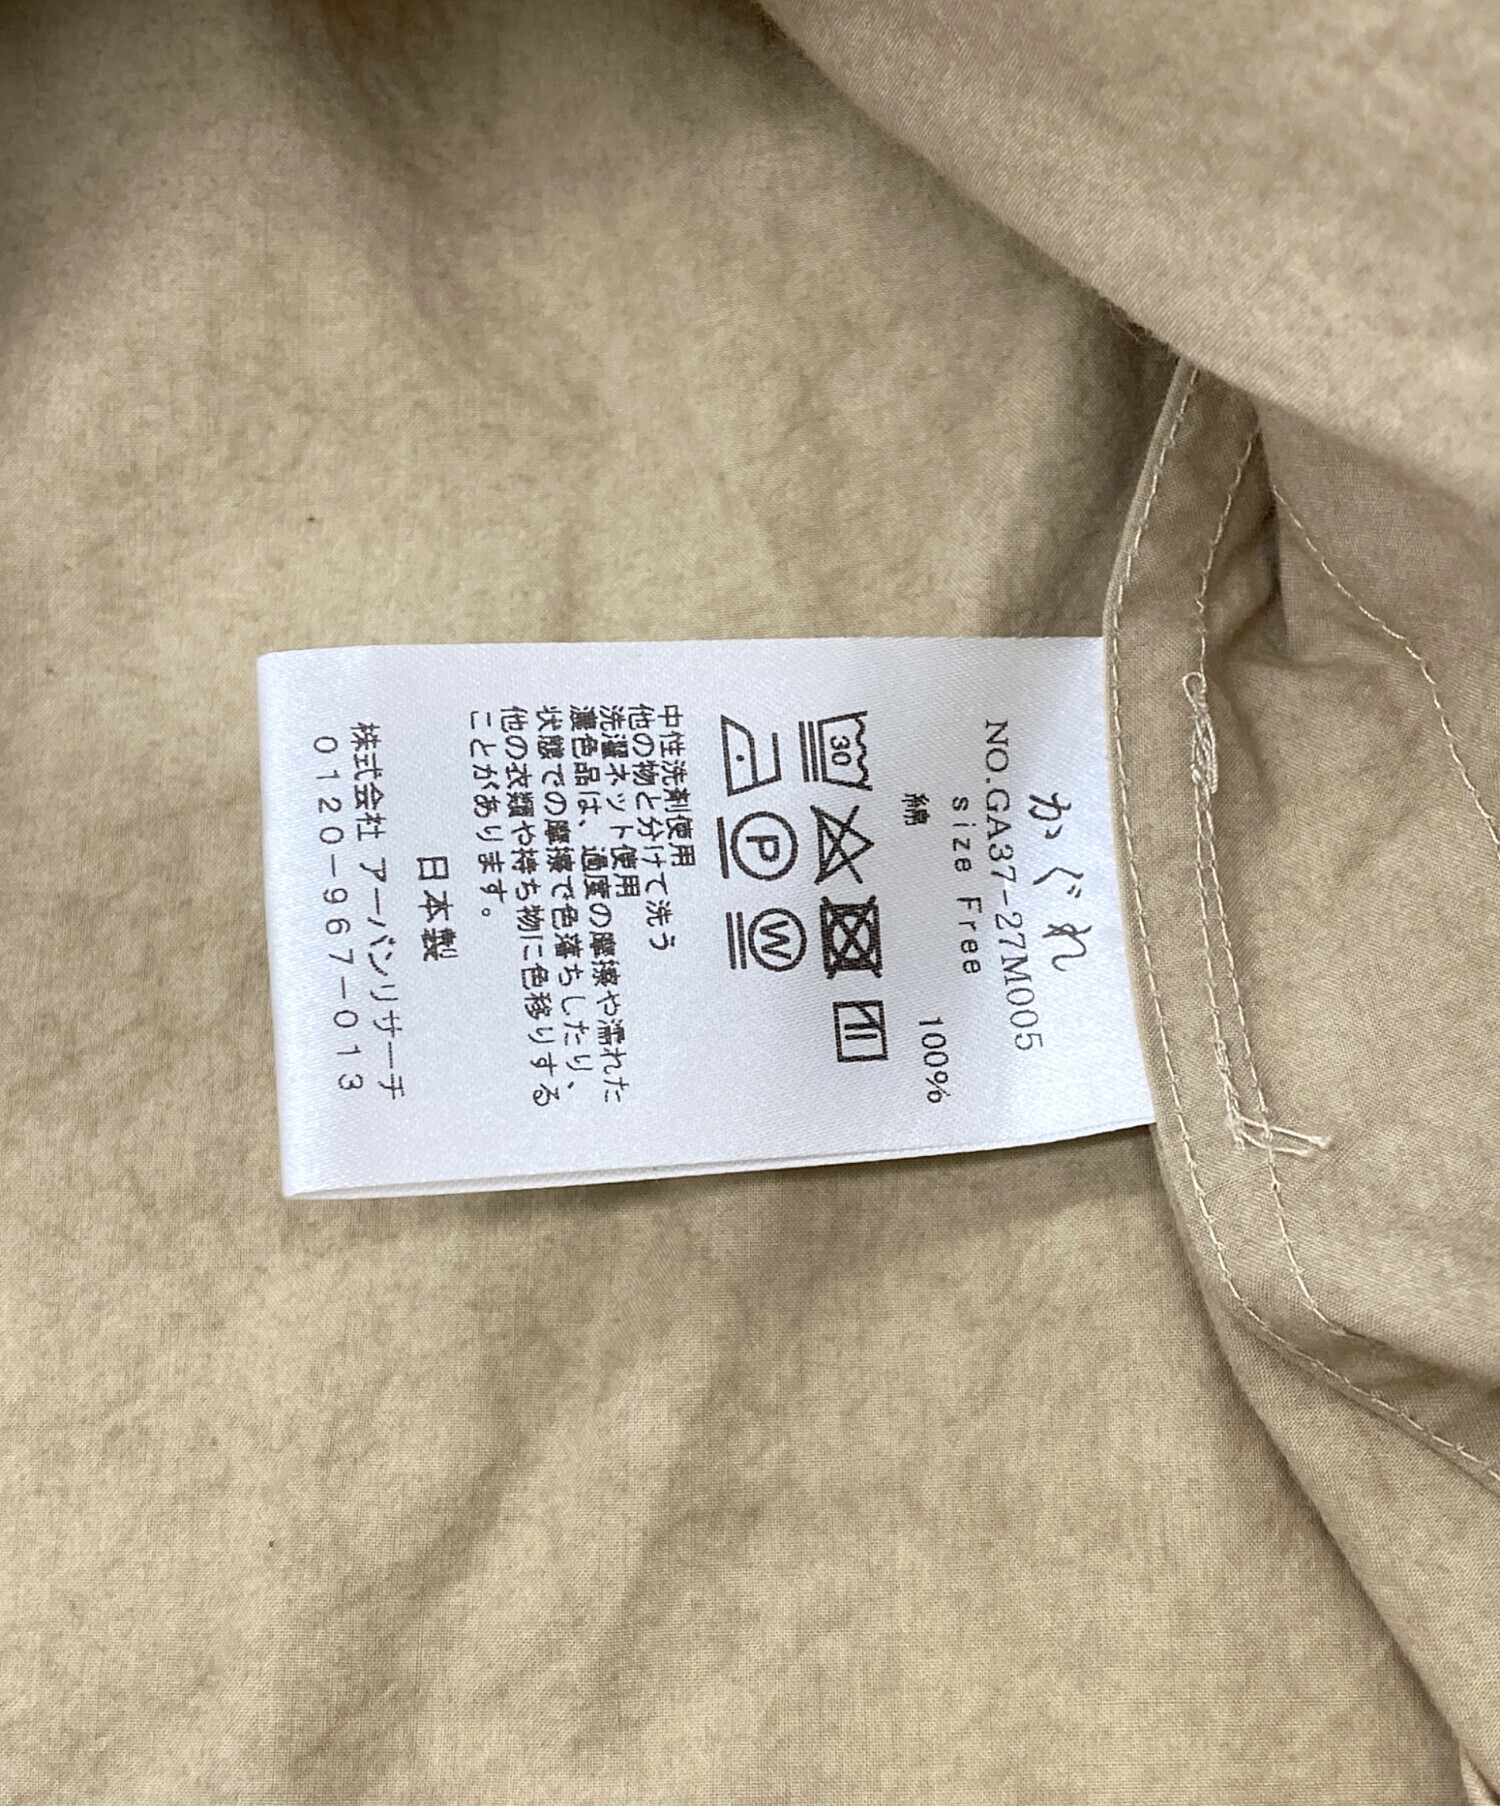 かぐれ
NO.GA37-27M005
size Free
綿 100%
30
P W
中性洗剤使用
他の物と分けて洗う
洗濯ネット使用
濃色品は、過度の摩擦や濡れた
状態での摩擦で色落ちしたり、
他の衣類や持ち物に色移りする
ことがあります。
日本製
株式会社 アーバンリサーチ
0120-967-013